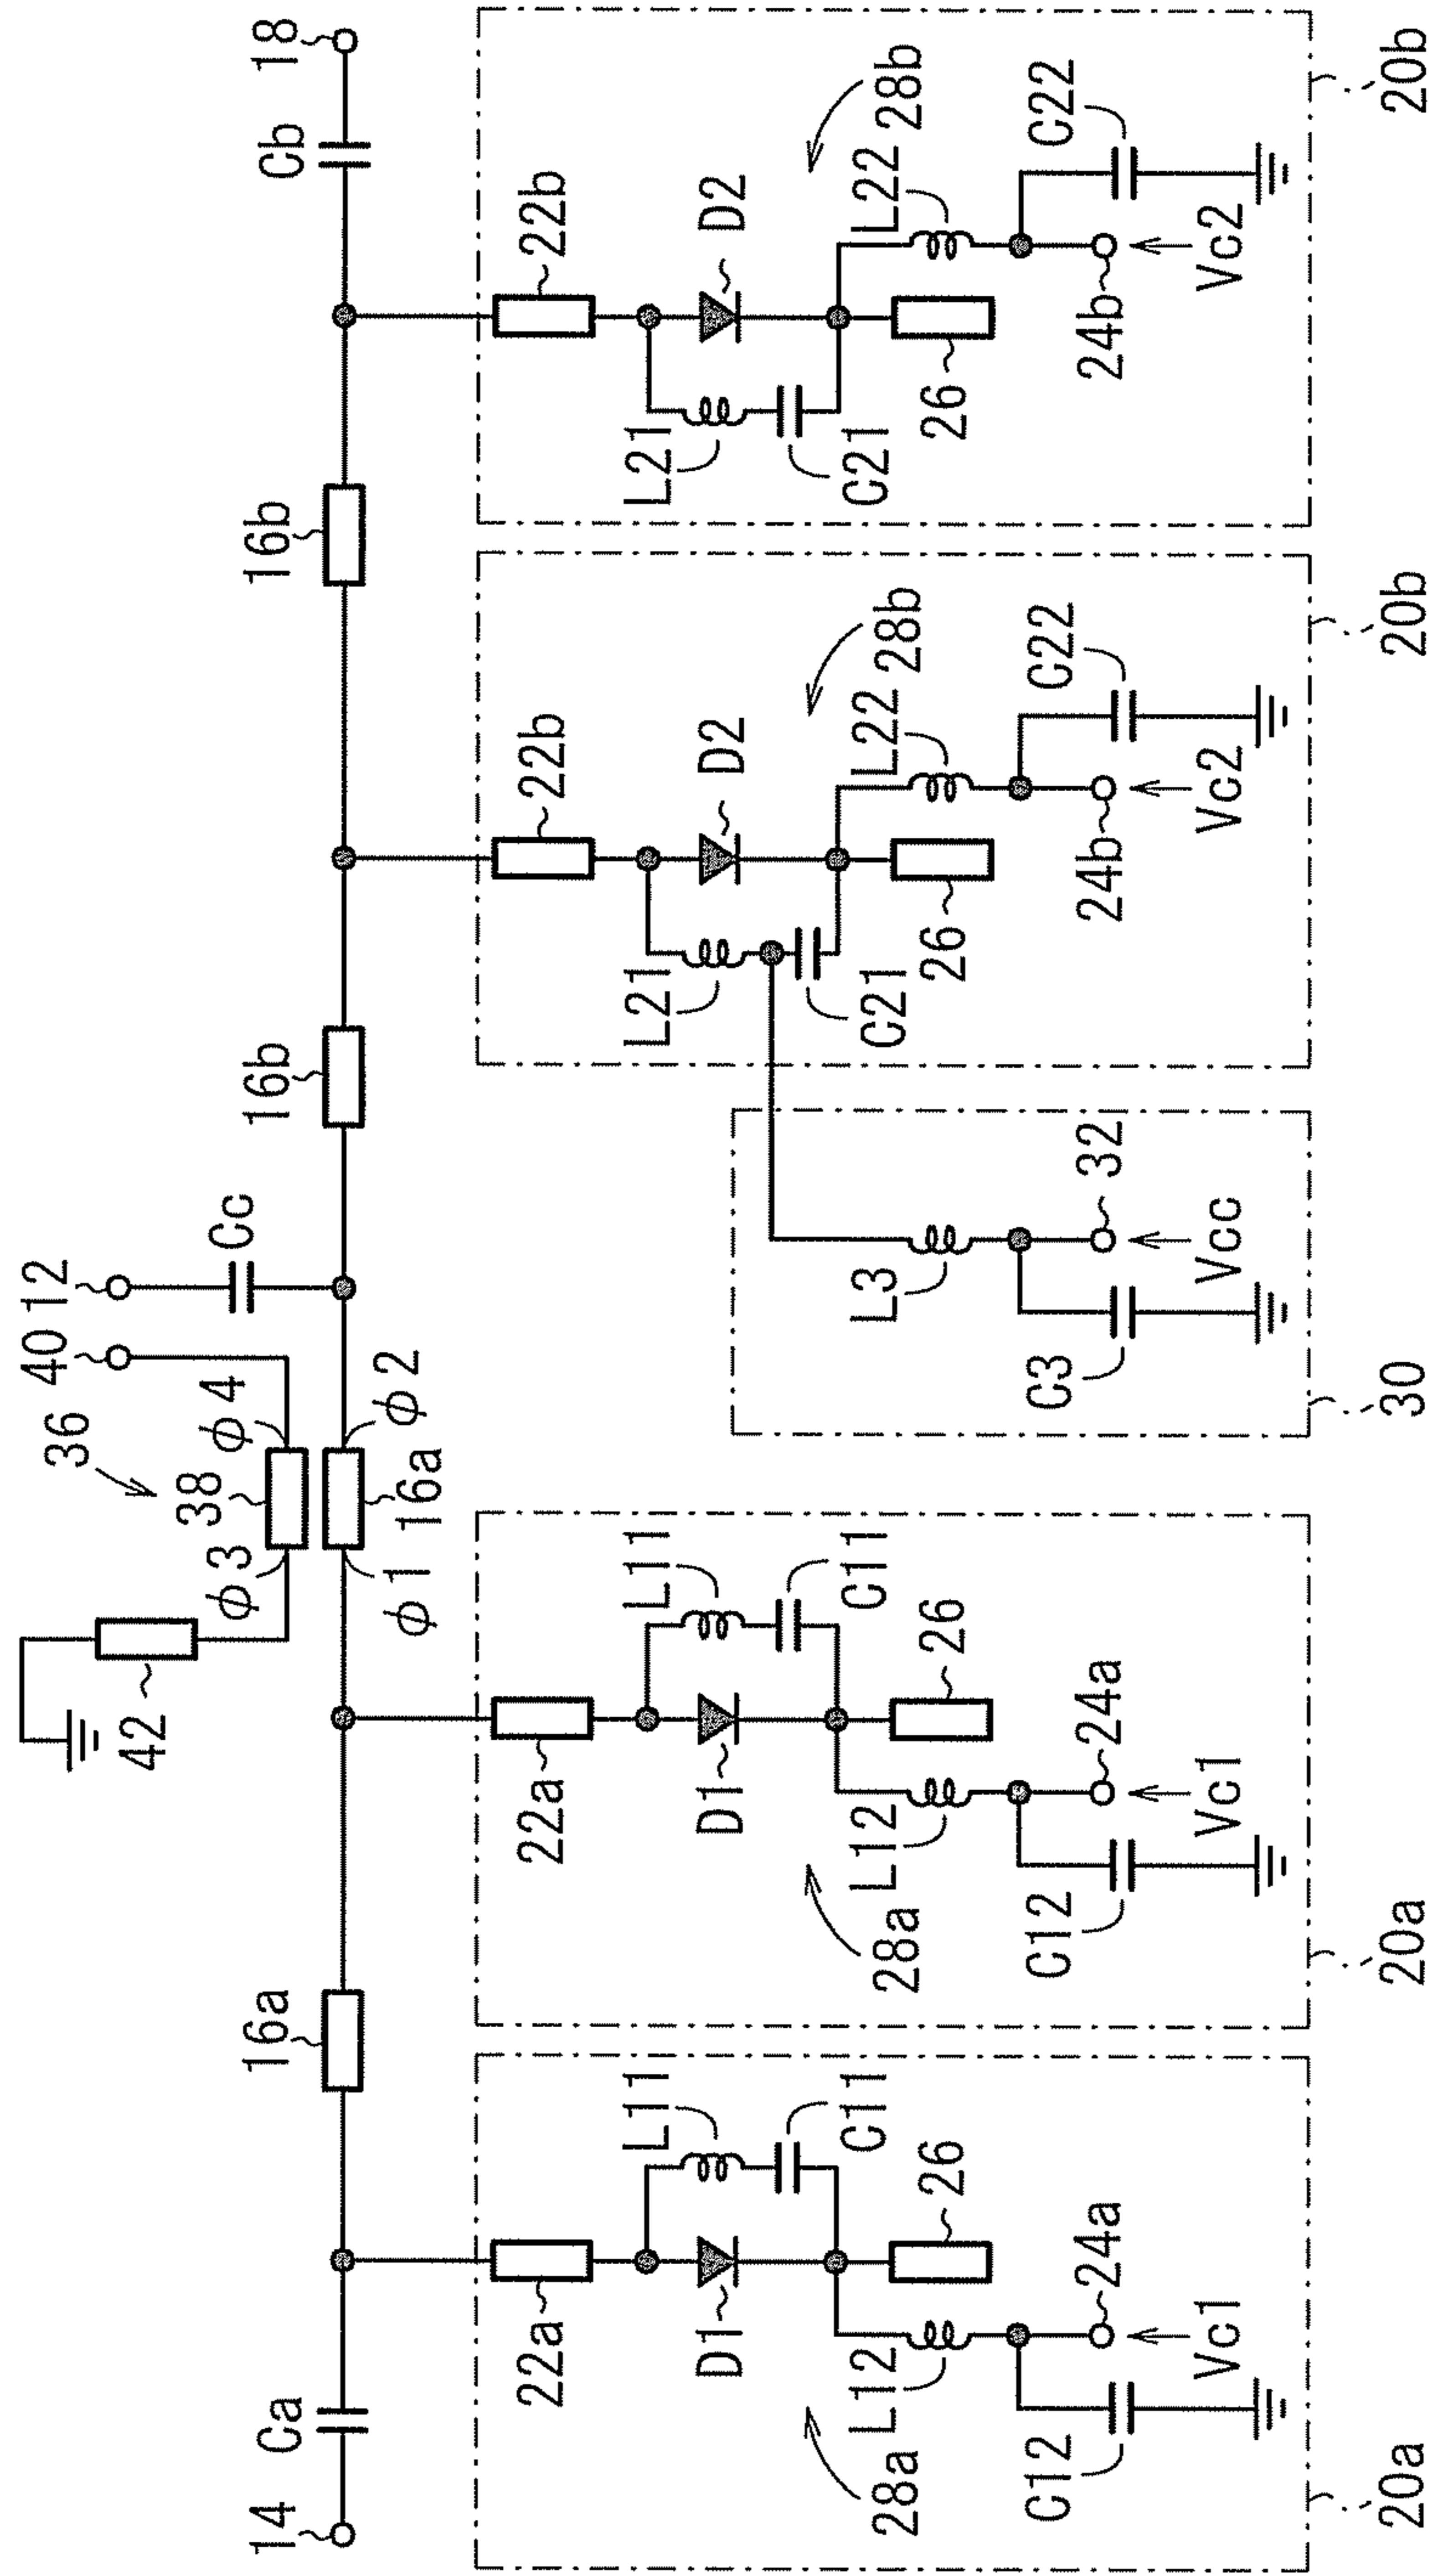 40
12
36
φ4
Cc
38
42
φ3
φ1
φ2
16a
14
Ca
16a
16b
16b
Cb
18
22a
L11
D1
C11
28a
L12
26
C12
24a
Vc1
20a
22a
L11
D1
C11
28a
L12
26
C12
24a
Vc1
20a
L3
C3
32
Vcc
30
22b
L21
D2
C21
28b
L22
26
C22
24b
Vc2
20b
22b
L21
D2
C21
28b
L22
26
C22
24b
Vc2
20b